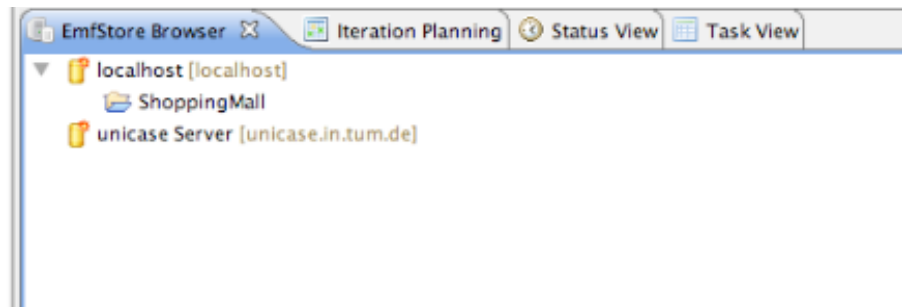 EmfStore Browser Iteration Planning Status View Task View
localhost [localhost]
ShoppingMall
unicase Server [unicase.in.tum.de]